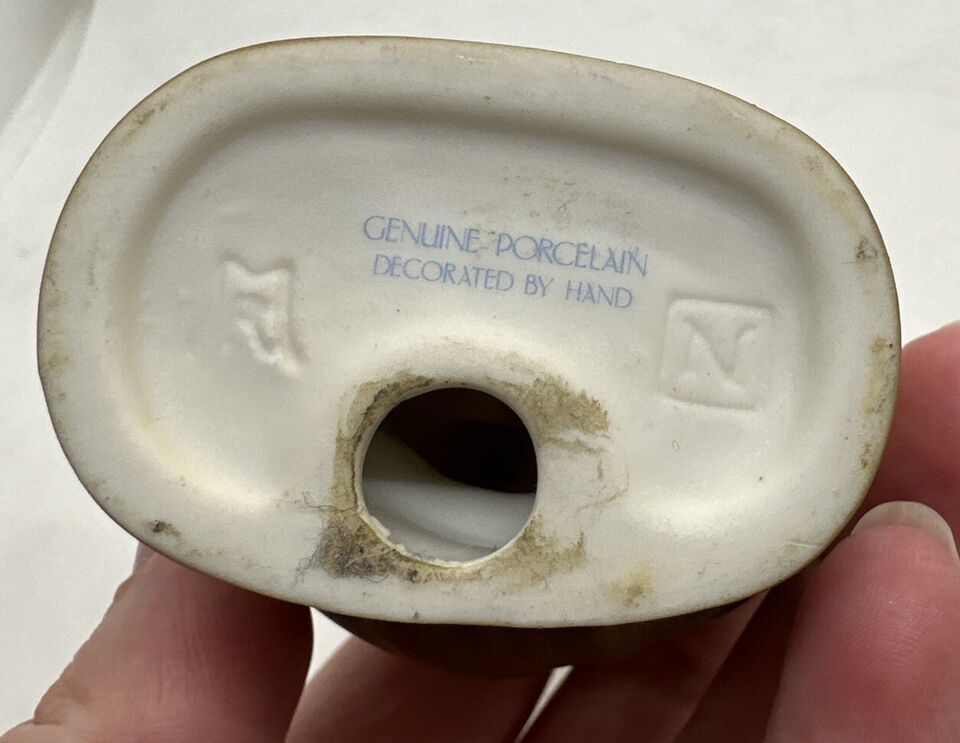 GENUINE PORCELAIN
DECORATED BY HAND
N